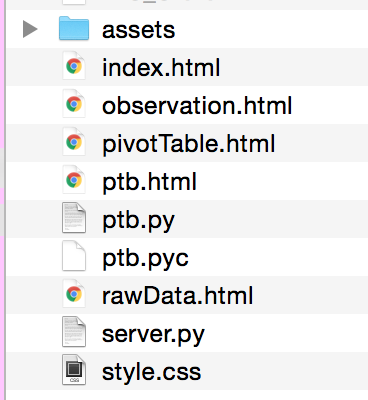 assets
index.html
observation.html
pivotTable.html
ptb.html
ptb.py
ptb.pyc
rawData.html
server.py
CSS
style.css